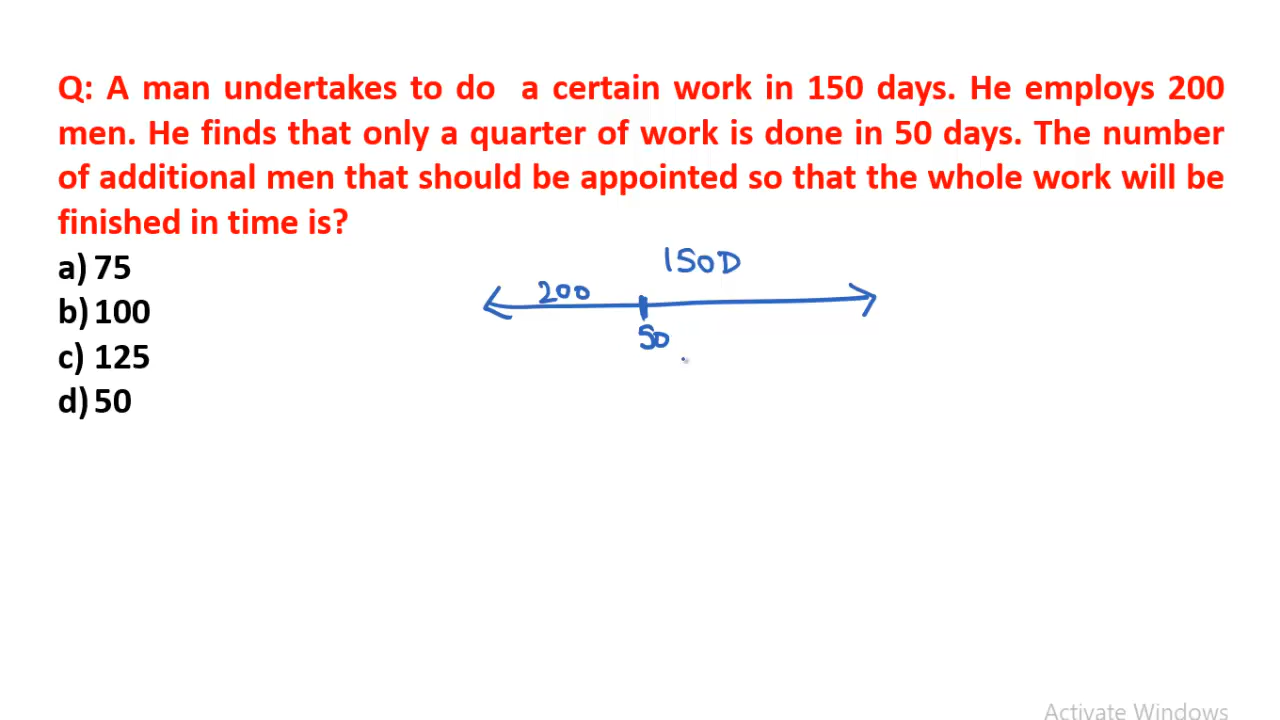 Q: A man undertakes to do a certain work in 150 days. He employs 200
men. He finds that only a quarter of work is done in 50 days. The number
of additional men that should be appointed so that the whole work will be
finished in time is?
a) 75
150D
200
b) 100
50
c) 125
d) 50
Activate Windows